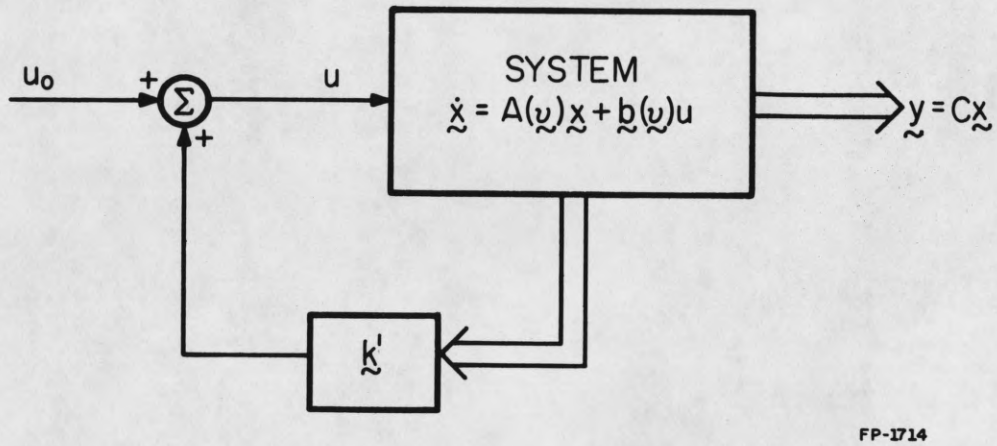 u₀
+
Σ
+
u
SYSTEM
ẋ = A(υ)x + b(υ)u
y = Cx
k'
FP-1714